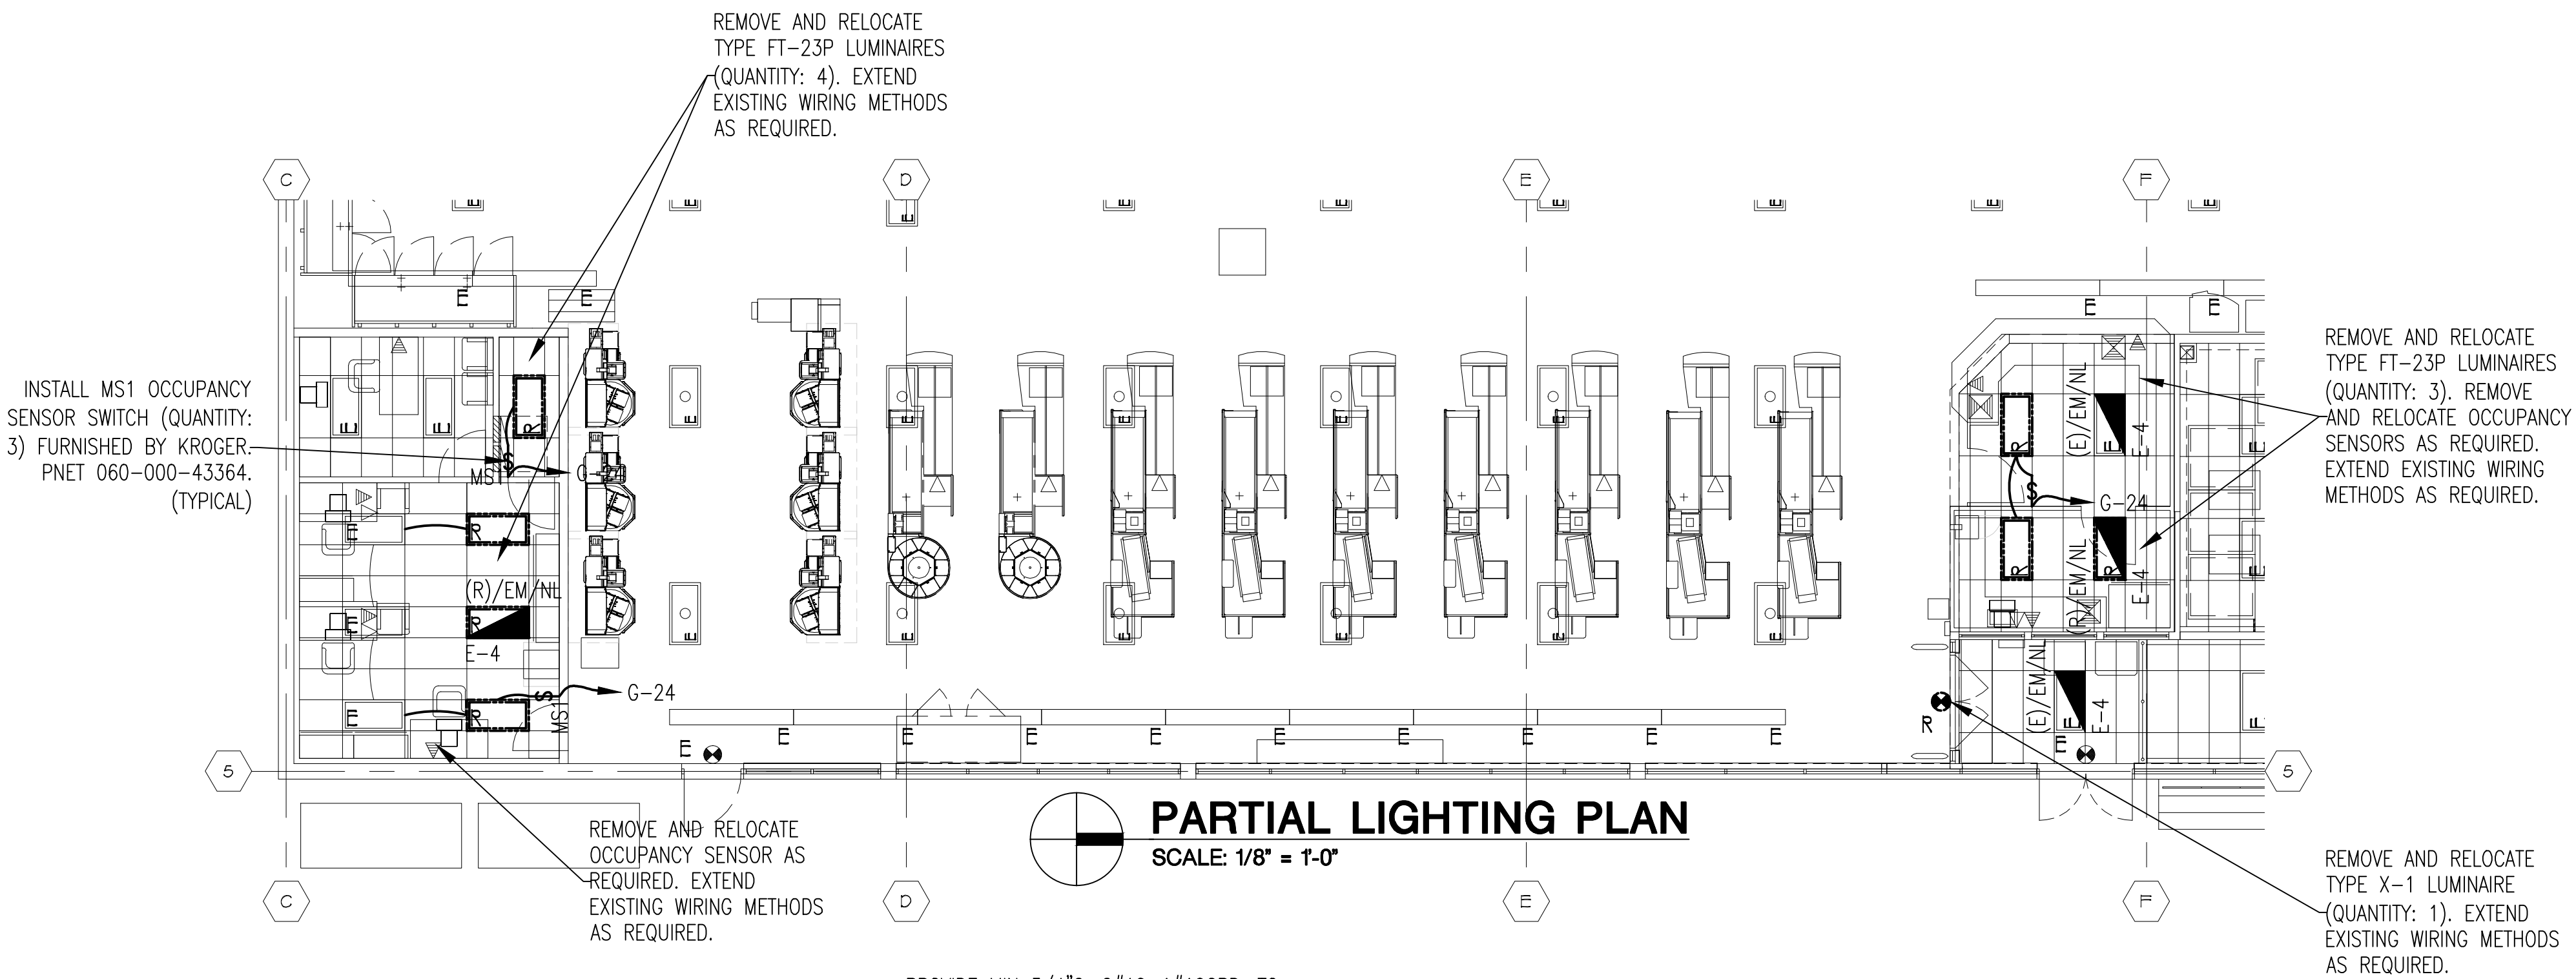 REMOVE AND RELOCATE
TYPE FT-23P LUMINAIRES
(QUANTITY: 4). EXTEND
EXISTING WIRING METHODS
AS REQUIRED.
C
D
E
F
E
E
E
E
E
E
E
E
E
E
E
E
E
REMOVE AND RELOCATE
TYPE FT-23P LUMINAIRES
(QUANTITY: 3). REMOVE
AND RELOCATE OCCUPANCY
SENSORS AS REQUIRED.
EXTEND EXISTING WIRING
METHODS AS REQUIRED.
INSTALL MS1 OCCUPANCY
SENSOR SWITCH (QUANTITY:
3) FURNISHED BY KROGER.
PNET 060-000-43364.
(TYPICAL)
E
E
R
S
MS1
G-24
E
E
E
E
E
E
E
R
(E)/EM/NL
E
E-4
E
S
G-24
E
R
R
(R)/EM/NL
R
E-4
E
(R)/EM/NL
E
R
E-4
E
E
E
E
E
E
S
G-24
E
R
MS1
R
(E)/EM/NL
E
E-4
E
E
E
E
E
E
E
E
E
E
E
E
5
5
PARTIAL LIGHTING PLAN
SCALE: 1/8" = 1'-0"
REMOVE AND RELOCATE
OCCUPANCY SENSOR AS
REQUIRED. EXTEND
EXISTING WIRING METHODS
AS REQUIRED.
REMOVE AND RELOCATE
TYPE X-1 LUMINAIRE
(QUANTITY: 1). EXTEND
EXISTING WIRING METHODS
AS REQUIRED.
C
D
E
F